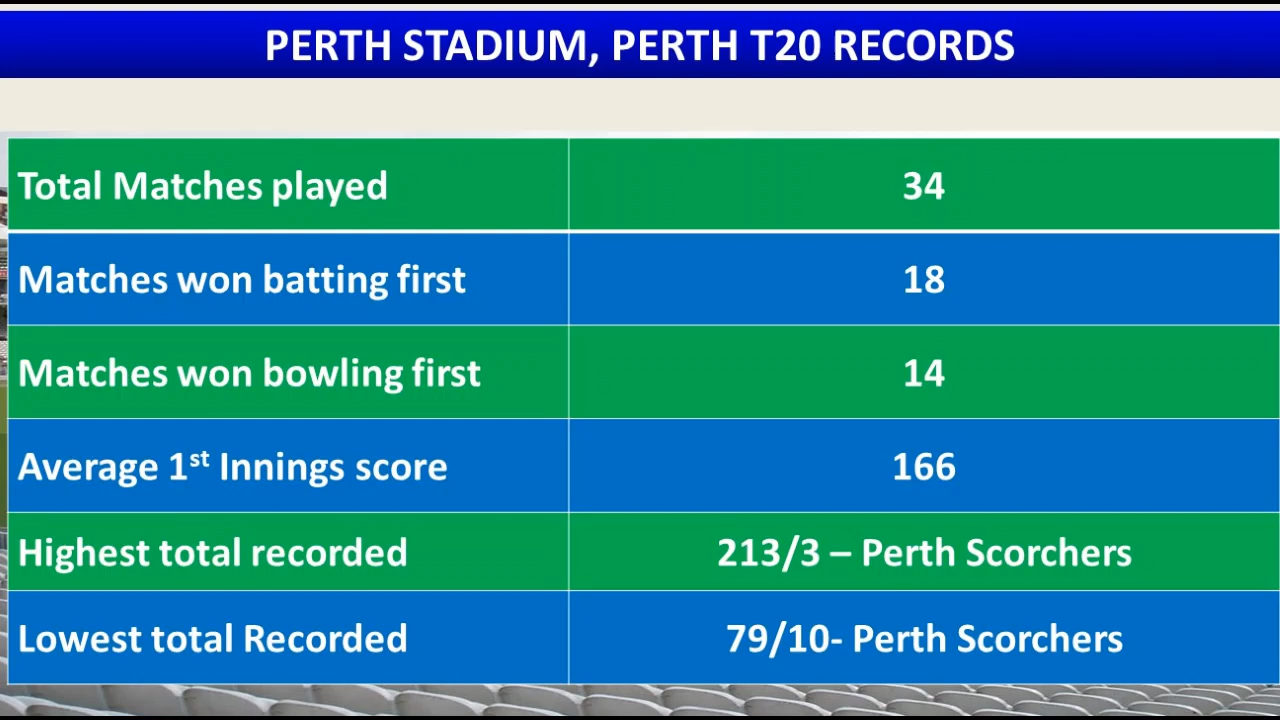 PERTH STADIUM, PERTH T20 RECORDS
Total Matches played 34
Matches won batting first 18
Matches won bowling first 14
Average 1st Innings score 166
Highest total recorded 213/3 – Perth Scorchers
Lowest total Recorded 79/10- Perth Scorchers